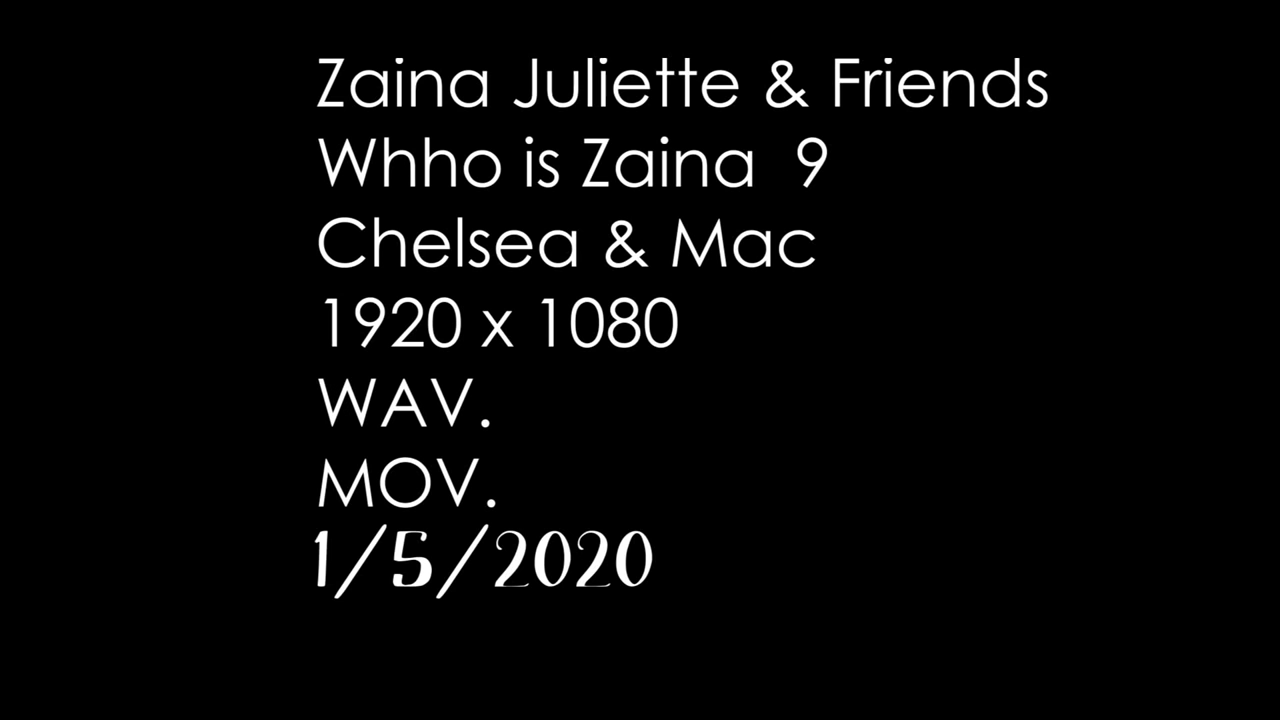 Zaina Juliette & Friends
Whho is Zaina  9
Chelsea & Mac
1920 x 1080
WAV.
MOV.
1/5/2020